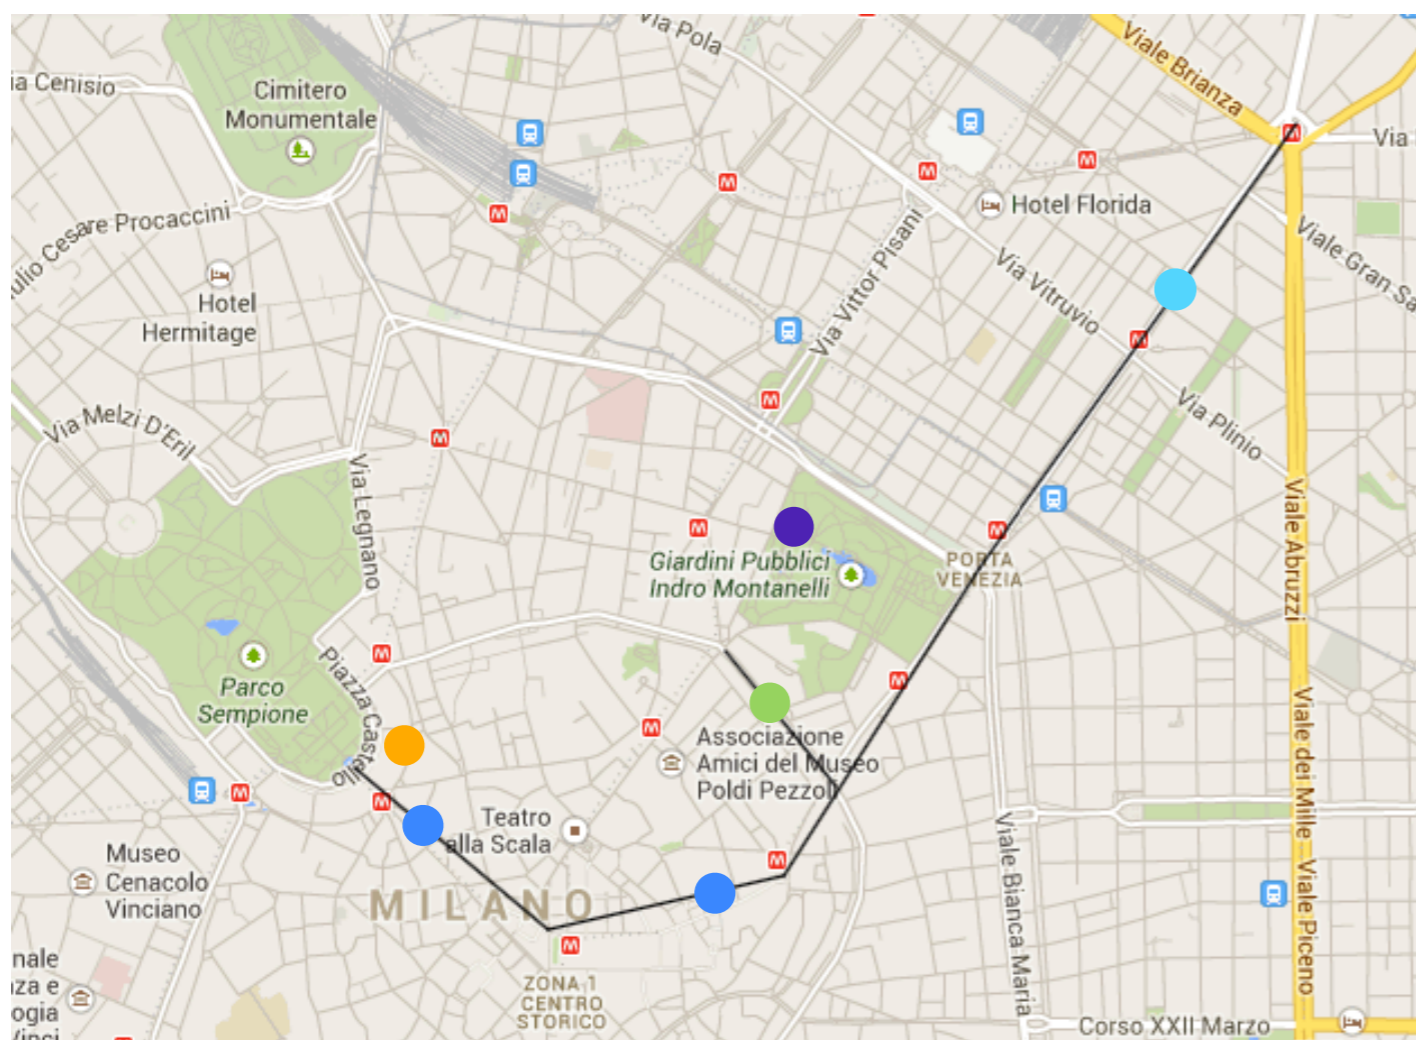 Via Pola
Viale Brianza
ia Cenisio
Cimitero
Monumentale
Via
Hotel Florida
ulio Cesare Procaccini
Via Vittor Pisani
Viale Gran Sa
Via Vitruvio
Hotel
Hermitage
Via Melzi D'Eril
Via Plinio
Via Legnano
Viale Abruzzi
Giardini Pubblici
Indro Montanelli
PORTA
VENEZIA
Piazza Castello
Parco
Sempione
Viale dei Mille
Associazione
Amici del Museo
Poldi Pezzoli
Teatro
alla Scala
Viale Bianca Maria
Museo
Cenacolo
Vinciano
MILANO
Viale Piceno
nale
za e
ogia
Vinci
ZONA 1
CENTRO
STORICO
Corso XXII Marzo